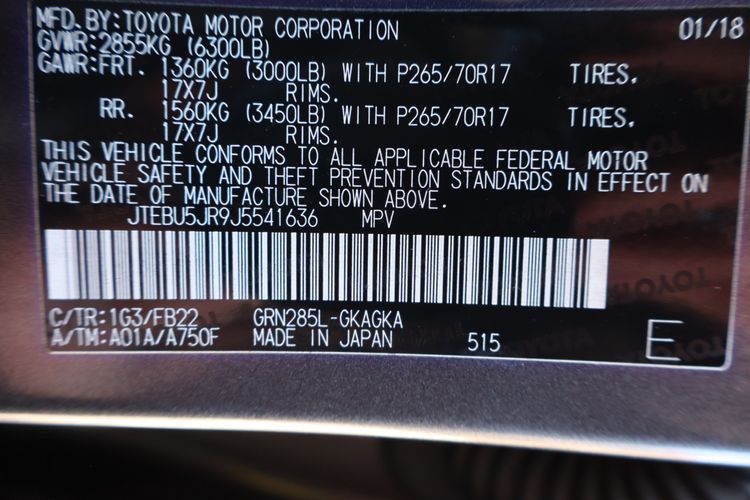 MFD.BY:TOYOTA MOTOR CORPORATION 01/18
GVWR:2855KG (6300LB)
GAWR:FRT. 1360KG (3000LB) WITH P265/70R17 TIRES.
17X7J RIMS.
RR. 1560KG (3450LB) WITH P265/70R17 TIRES.
17X7J RIMS.
THIS VEHICLE CONFORMS TO ALL APPLICABLE FEDERAL MOTOR
VEHICLE SAFETY AND THEFT PREVENTION STANDARDS IN EFFECT ON
THE DATE OF MANUFACTURE SHOWN ABOVE.
JTEBU5JR9J5541636 MPV
TOYOTA
C/TR:1G3/FB22 GRN285L-GKAGKA
A/TM:A01A/A750F MADE IN JAPAN 515 E